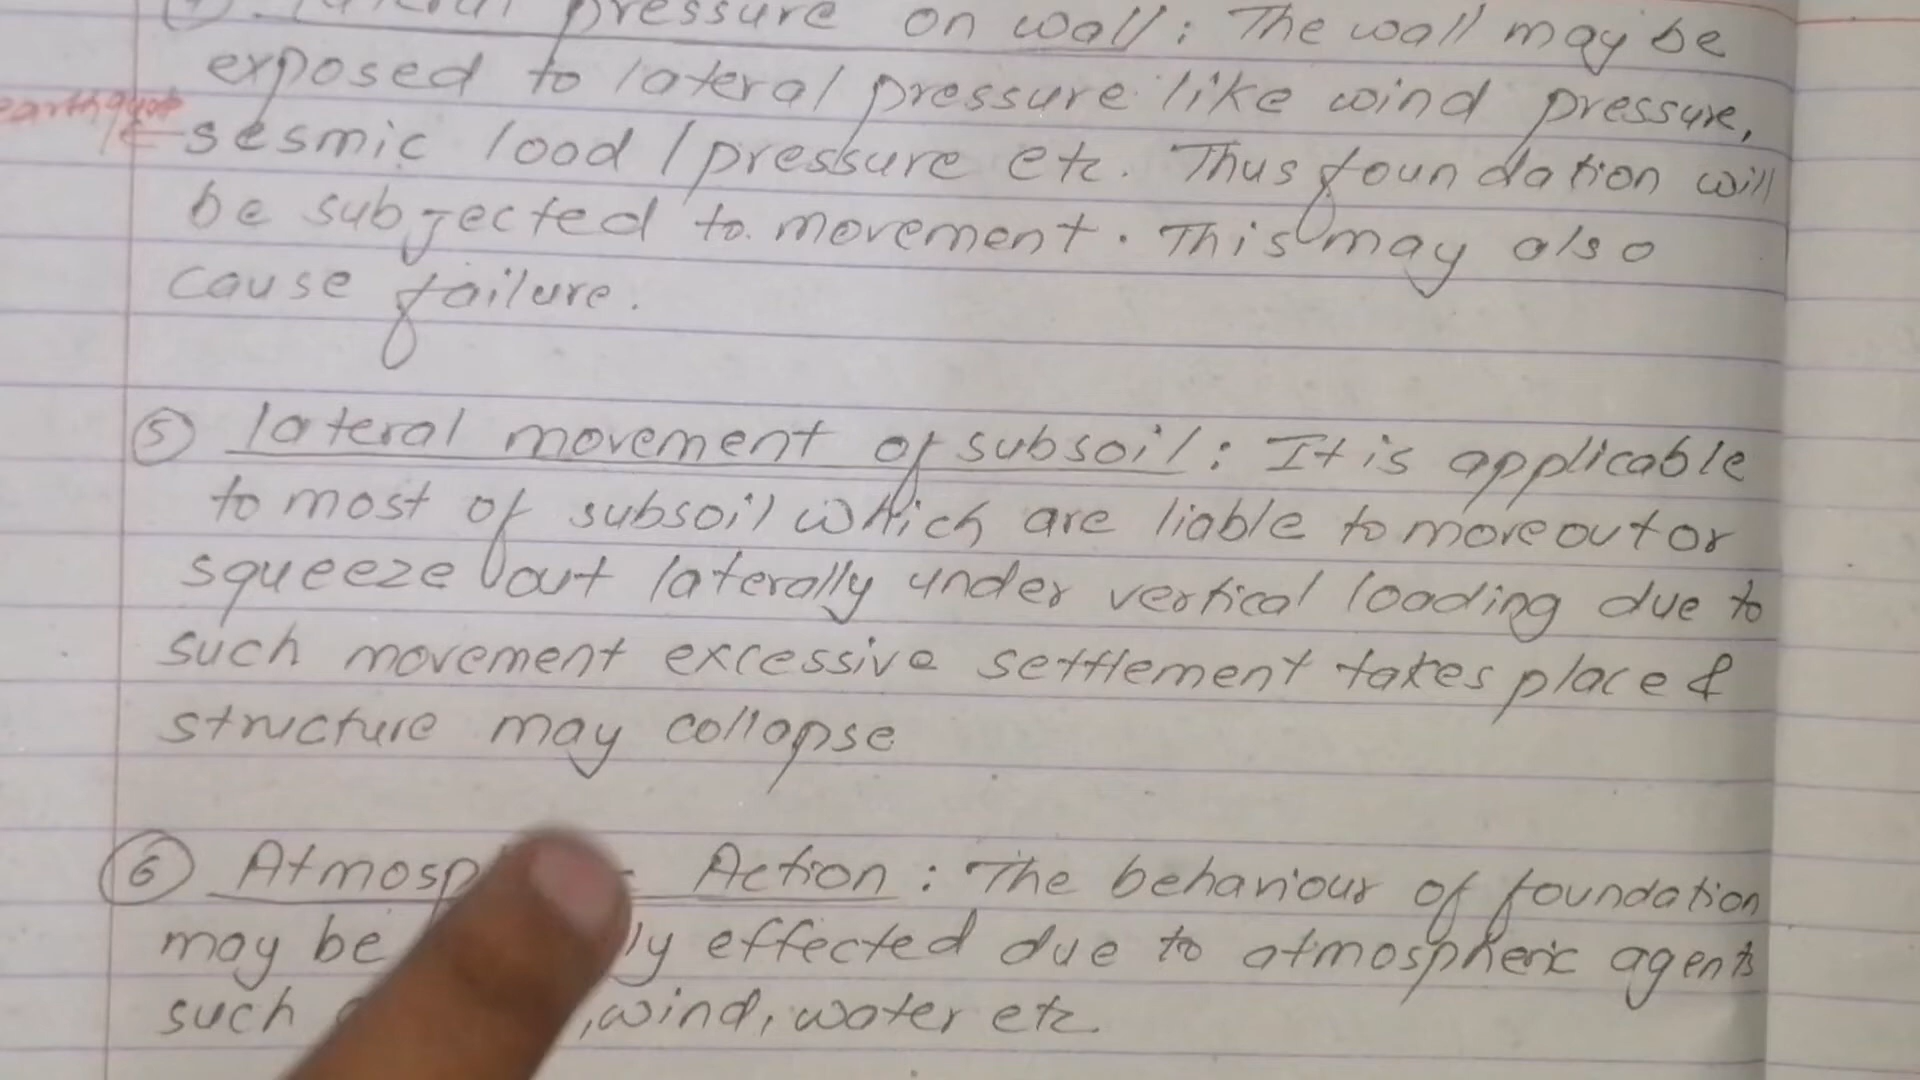 pressure on wall : The wall may be
exposed to lateral pressure like wind pressure,
earthquake
sesmic load / pressure etc. Thus foundation will
be subjected to movement. This may also
cause failure.
5 lateral movement of subsoil : It is applicable
to most of subsoil which are liable to move out or
squeeze out laterally under vertical loading due to
such movement excessive settlement takes place &
structure may collapse
6 Action : The behaviour of foundation
may be effected due to atmospheric agents
such , wind, water etc.